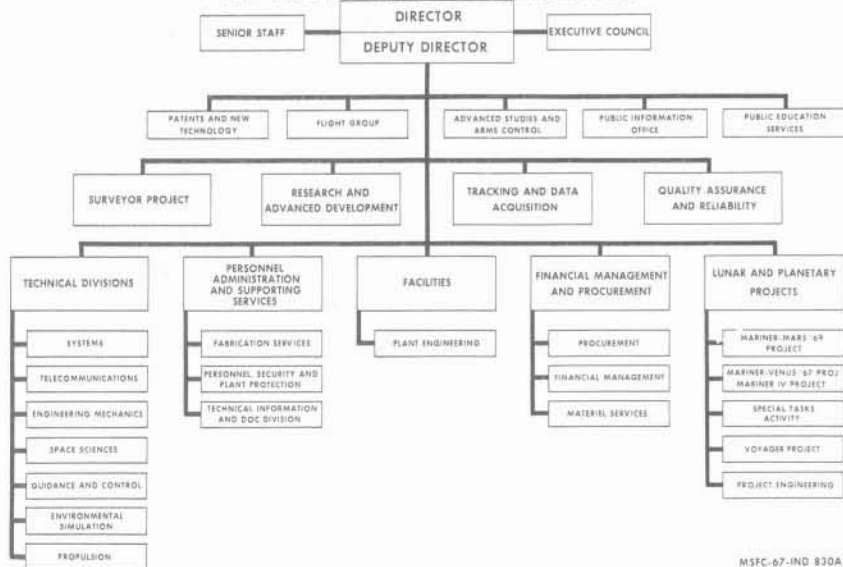 DIRECTOR
SENIOR STAFF
EXECUTIVE COUNCIL
DEPUTY DIRECTOR
PATENTS AND NEW
TECHNOLOGY
FLIGHT GROUP
ADVANCED STUDIES AND
ARMS CONTROL
PUBLIC INFORMATION
OFFICE
PUBLIC EDUCATION
SERVICES
SURVEYOR PROJECT
RESEARCH AND
ADVANCED DEVELOPMENT
TRACKING AND DATA
ACQUISITION
QUALITY ASSURANCE
AND RELIABILITY
TECHNICAL DIVISIONS
PERSONNEL
ADMINISTRATION
AND SUPPORTING
SERVICES
FACILITIES
FINANCIAL MANAGEMENT
AND PROCUREMENT
LUNAR AND PLANETARY
PROJECTS
SYSTEMS
TELECOMMUNICATIONS
ENGINEERING MECHANICS
SPACE SCIENCES
GUIDANCE AND CONTROL
ENVIRONMENTAL
SIMULATION
PROPULSION
FABRICATION SERVICES
PERSONNEL, SECURITY AND
PLANT PROTECTION
TECHNICAL INFORMATION
AND DOC DIVISION
PLANT ENGINEERING
PROCUREMENT
FINANCIAL MANAGEMENT
MATERIEL SERVICES
MARINER-MARS '69
PROJECT
MARINER-VENUS '67 PROJ
MARINER IV PROJECT
SPECIAL TASKS
ACTIVITY
VOYAGER PROJECT
PROJECT ENGINEERING
MSFC-67-IND 830A